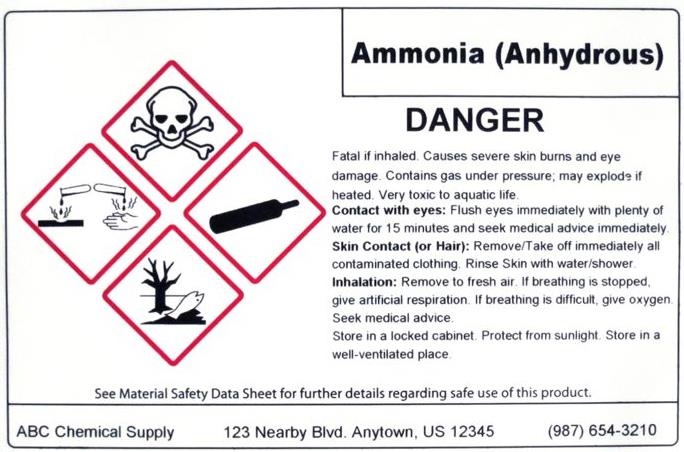 Ammonia (Anhydrous)
DANGER
Fatal if inhaled. Causes severe skin burns and eye
damage. Contains gas under pressure; may explode if
heated. Very toxic to aquatic life.
Contact with eyes: Flush eyes immediately with plenty of
water for 15 minutes and seek medical advice immediately.
Skin Contact (or Hair): Remove/Take off immediately all
contaminated clothing. Rinse Skin with water/shower.
Inhalation: Remove to fresh air. If breathing is stopped,
give artificial respiration. If breathing is difficult, give oxygen.
Seek medical advice.
Store in a locked cabinet. Protect from sunlight. Store in a
well-ventilated place.
See Material Safety Data Sheet for further details regarding safe use of this product.
ABC Chemical Supply 123 Nearby Blvd. Anytown, US 12345 (987) 654-3210